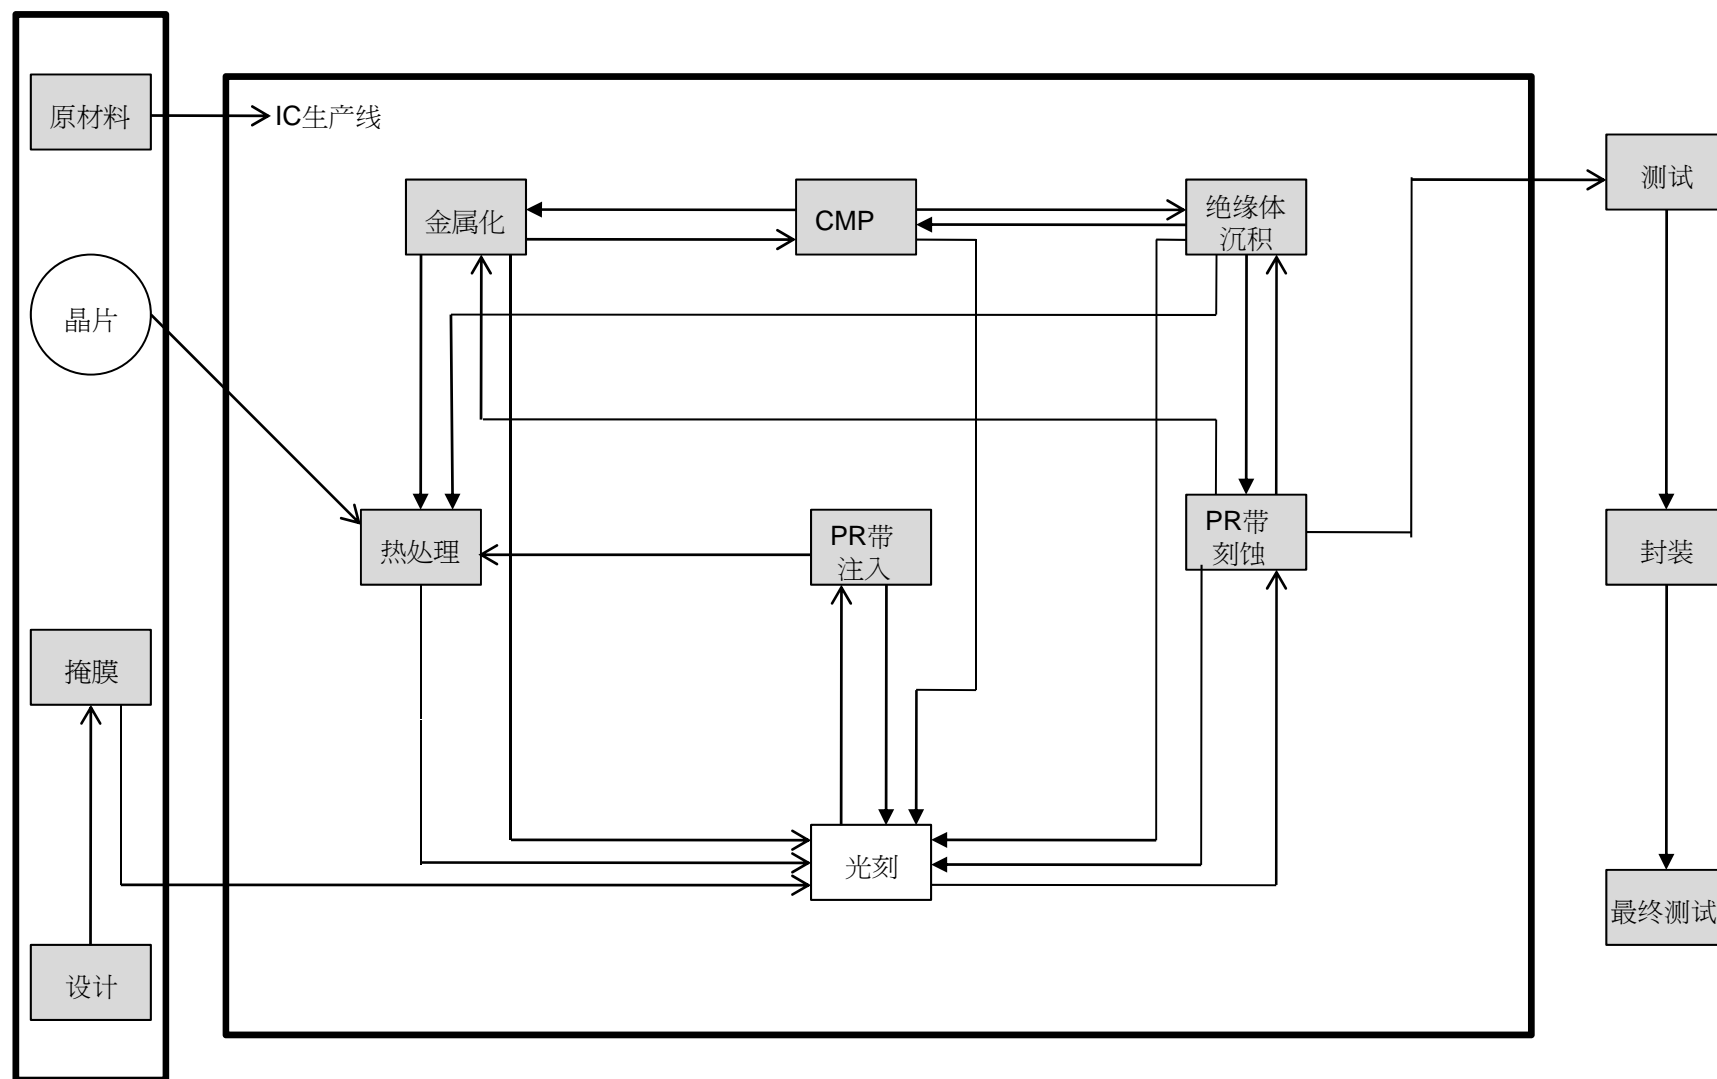 原材料
IC生产线
测试
金属化
CMP
绝缘体
沉积
晶片
热处理
PR带
注入
PR带
刻蚀
封装
掩膜
光刻
最终测试
设计